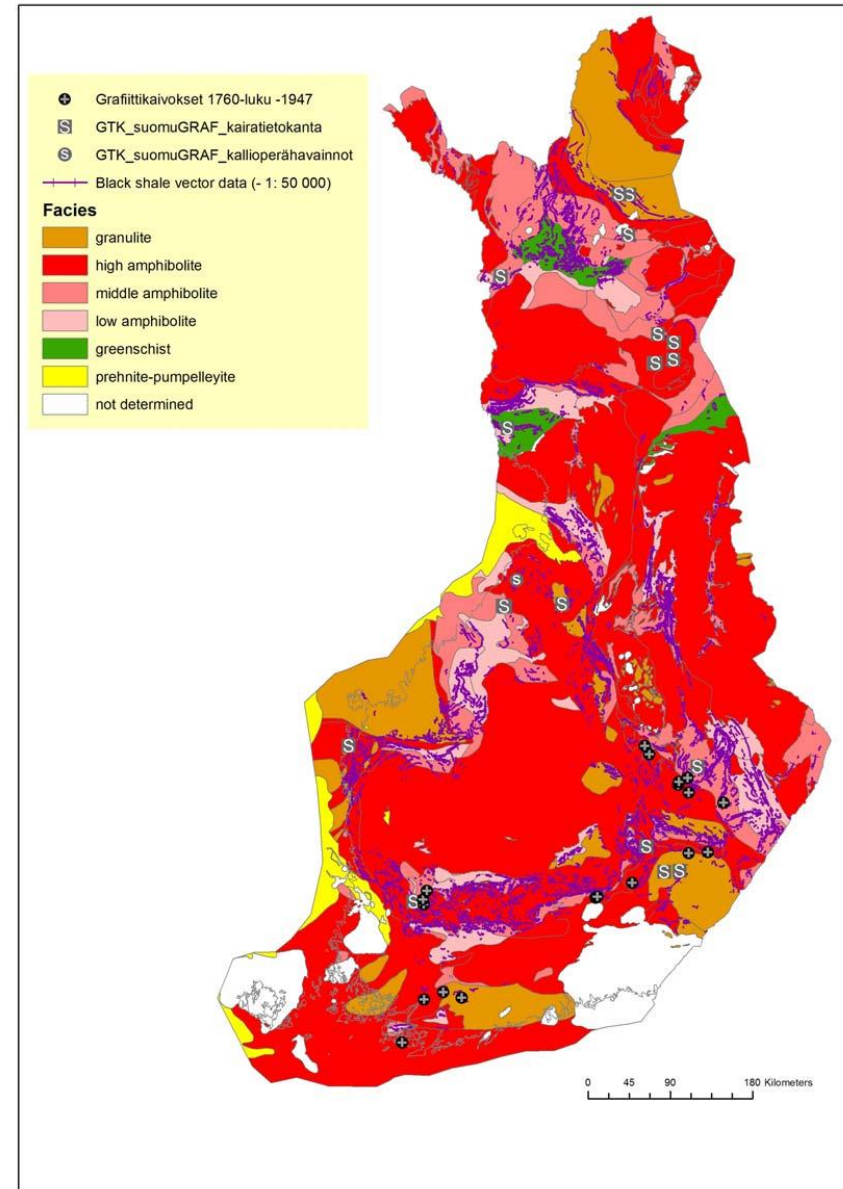 Grafiittikaivokset 1760-luku -1947
S GTK_suomuGRAF_kairatietokanta
S GTK_suomuGRAF_kallioperähavainnot
Black shale vector data (- 1: 50 000)
Facies
granulite
high amphibolite
middle amphibolite
low amphibolite
greenschist
prehnite-pumpelleyite
not determined
S S
S
S
S
S
S S
S
S
S S
S
S
S
S S
S
0 45 90 180 Kilometers